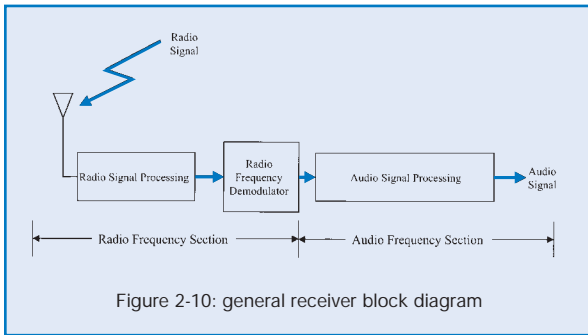 Radio
Signal
Radio Signal Processing
Radio
Frequency
Demodulator
Audio Signal Processing
Audio
Signal
Radio Frequency Section
Audio Frequency Section
Figure 2-10: general receiver block diagram